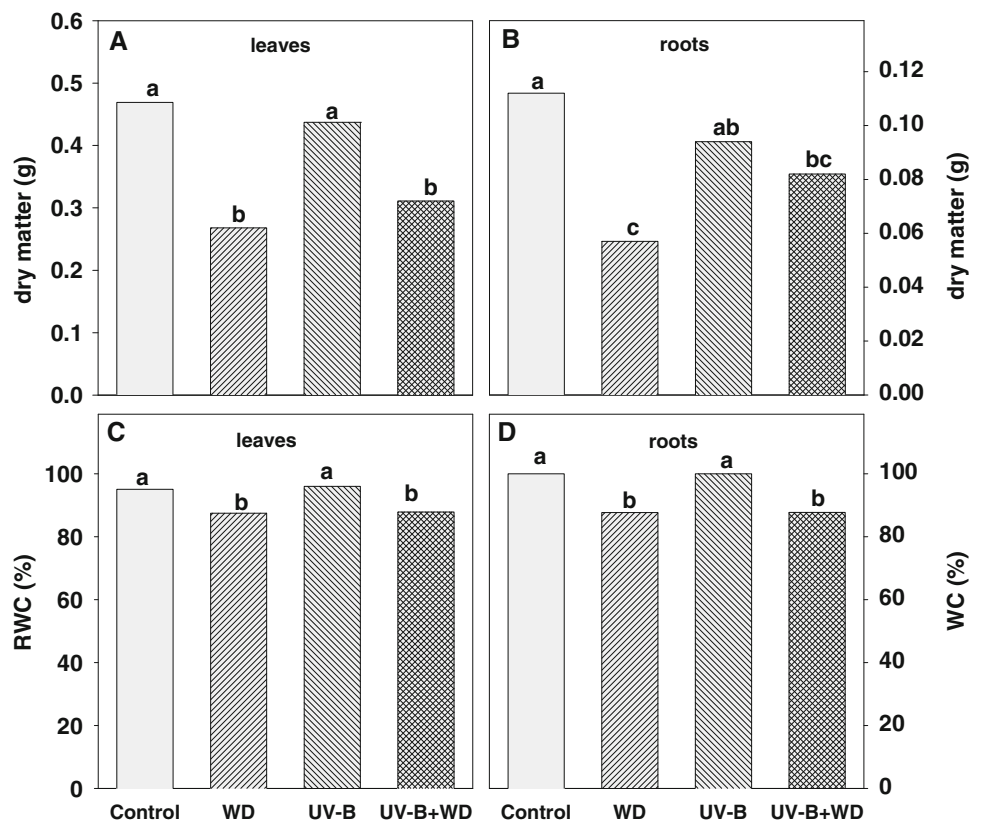 A
leaves
0.6
0.5
0.4
0.3
0.2
0.1
0.0
dry matter (g)
a
b
a
b
B
roots
0.12
0.10
0.08
0.06
0.04
0.02
0.00
dry matter (g)
a
c
ab
bc
C
leaves
100
80
60
40
20
0
RWC (%)
a
b
a
b
Control
WD
UV-B
UV-B+WD
D
roots
100
80
60
40
20
0
WC (%)
a
b
a
b
Control
WD
UV-B
UV-B+WD